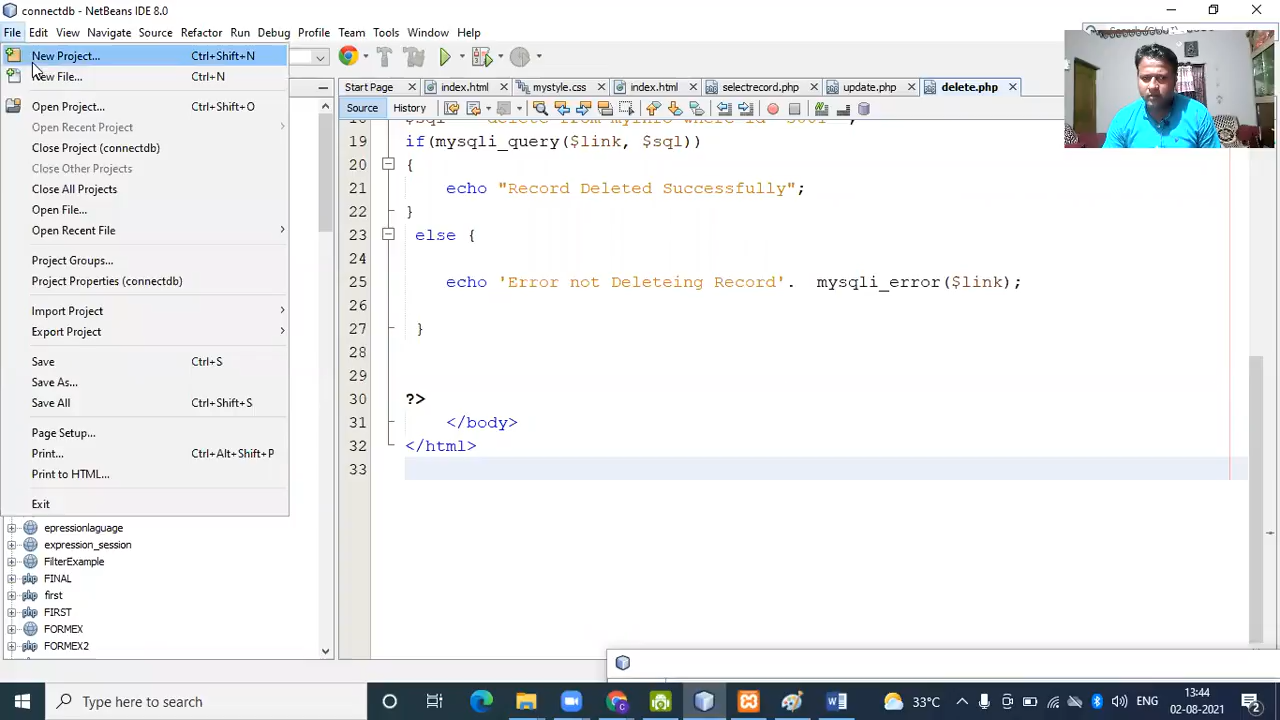 connectdb - NetBeans IDE 8.0
File Edit View Navigate Source Refactor Run Debug Profile Team Tools Window Help
New Project... Ctrl+Shift+N
New File... Ctrl+N
Open Project... Ctrl+Shift+O
Open Recent Project
Close Project (connectdb)
Close Other Projects
Close All Projects
Open File...
Open Recent File
Project Groups...
Project Properties (connectdb)
Import Project
Export Project
Save Ctrl+S
Save As...
Save All Ctrl+Shift+S
Page Setup...
Print... Ctrl+Alt+Shift+P
Print to HTML...
Exit
epressionlaguage
expression_session
FilterExample
FINAL
first
FIRST
FORMEX
FORMEX2
Start Page index.html mystyle.css index.html selectrecord.php update.php delete.php
Source History
19 if(mysqli_query($link, $sql))
20 {
21 echo "Record Deleted Successfully";
22 }
23 else {
24
25 echo 'Error not Deleteing Record'. mysqli_error($link);
26
27 }
28
29
30 ?>
31 </body>
32 </html>
33
Type here to search
33°C
ENG
13:44
02-08-2021
2